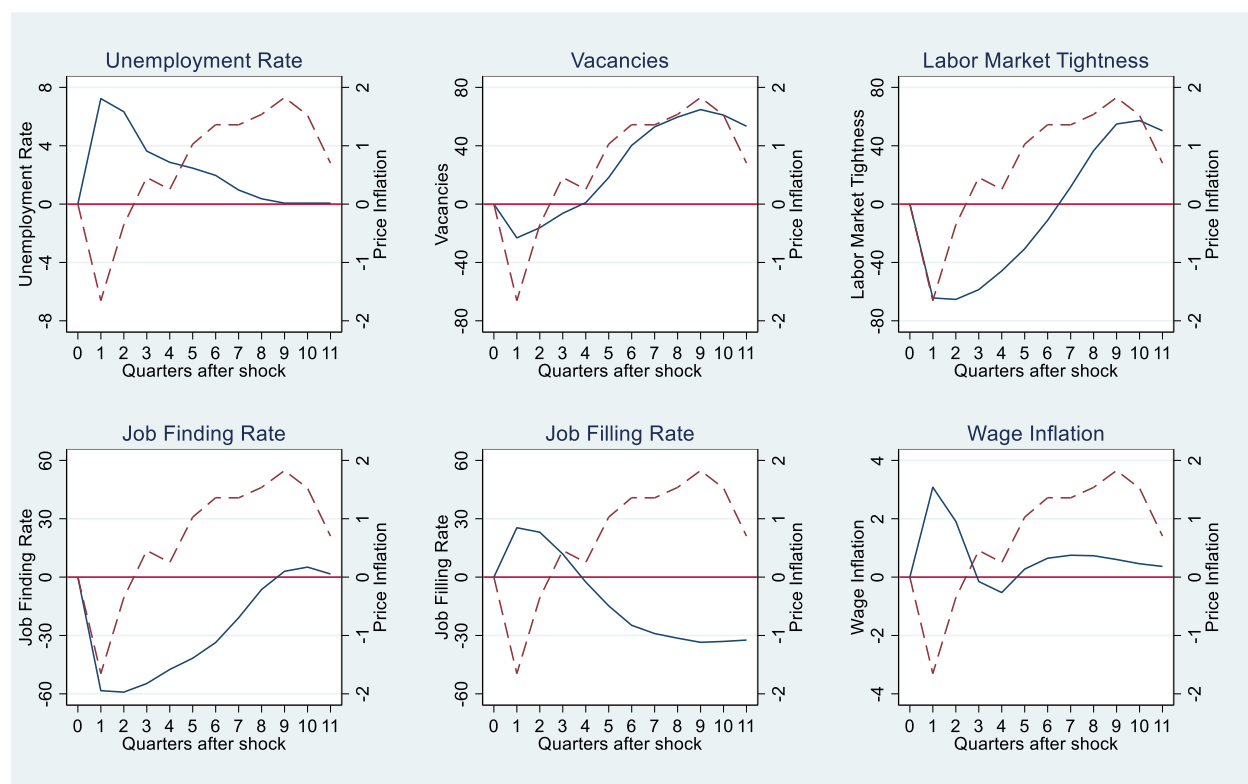 Unemployment Rate
Unemployment Rate
8
4
0
-4
-8
2
1
0
-1
-2
Price Inflation
0 1 2 3 4 5 6 7 8 9 10 11
Quarters after shock
Vacancies
Vacancies
80
40
0
-40
-80
2
1
0
-1
-2
Price Inflation
0 1 2 3 4 5 6 7 8 9 10 11
Quarters after shock
Labor Market Tightness
Labor Market Tightness
80
40
0
-40
-80
2
1
0
-1
-2
Price Inflation
0 1 2 3 4 5 6 7 8 9 10 11
Quarters after shock
Job Finding Rate
Job Finding Rate
60
30
0
-30
-60
2
1
0
-1
-2
Price Inflation
0 1 2 3 4 5 6 7 8 9 10 11
Quarters after shock
Job Filling Rate
Job Filling Rate
60
30
0
-30
-60
2
1
0
-1
-2
Price Inflation
0 1 2 3 4 5 6 7 8 9 10 11
Quarters after shock
Wage Inflation
Wage Inflation
4
2
0
-2
-4
2
1
0
-1
-2
Price Inflation
0 1 2 3 4 5 6 7 8 9 10 11
Quarters after shock